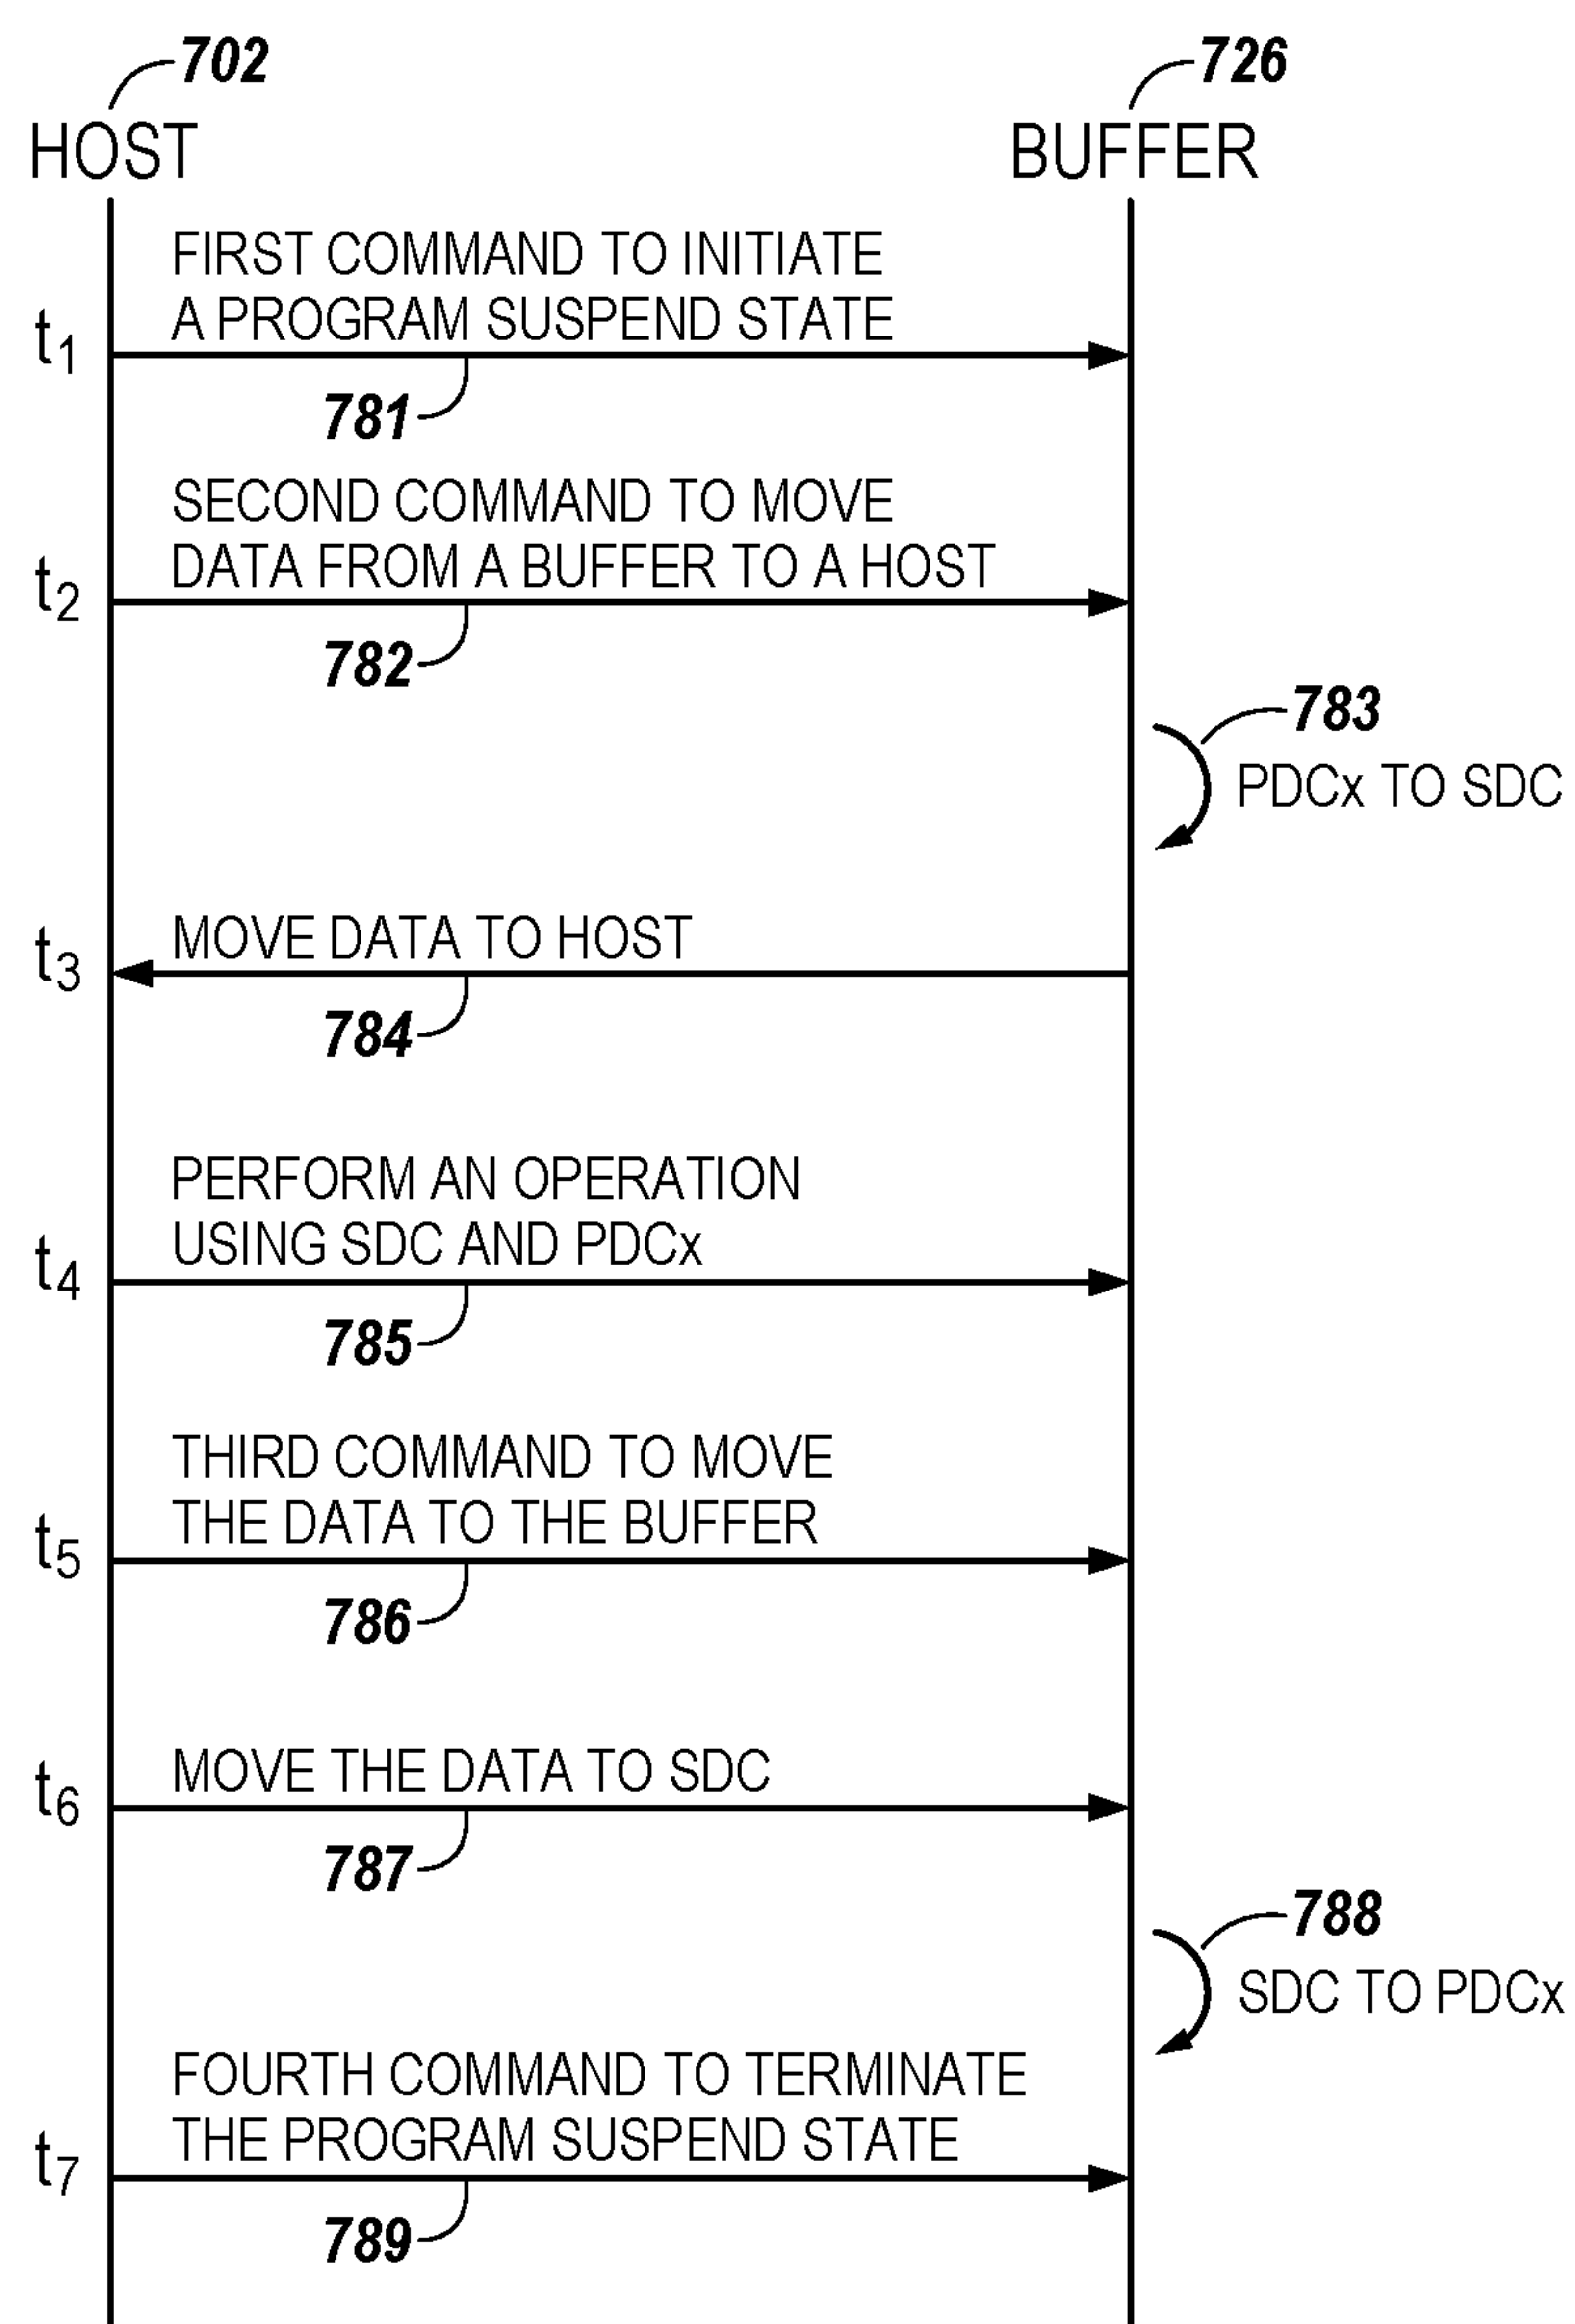 702
726
HOST
BUFFER
FIRST COMMAND TO INITIATE
A PROGRAM SUSPEND STATE
t1
781
SECOND COMMAND TO MOVE
DATA FROM A BUFFER TO A HOST
t2
782
783
PDCx TO SDC
MOVE DATA TO HOST
t3
784
PERFORM AN OPERATION
USING SDC AND PDCx
t4
785
THIRD COMMAND TO MOVE
THE DATA TO THE BUFFER
t5
786
MOVE THE DATA TO SDC
t6
787
788
SDC TO PDCx
FOURTH COMMAND TO TERMINATE
THE PROGRAM SUSPEND STATE
t7
789